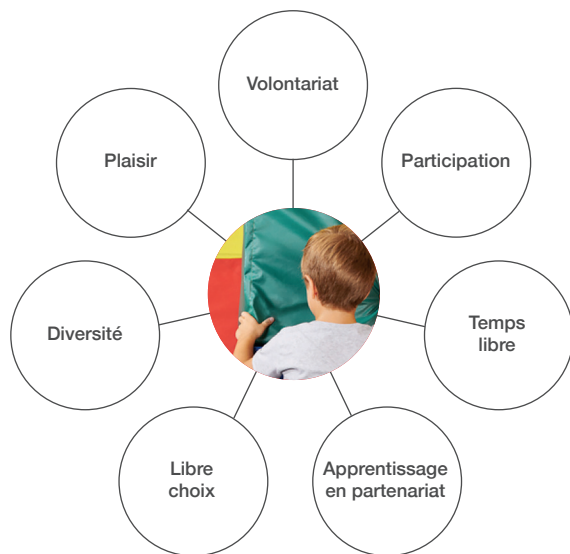 Volontariat
Participation
Temps
libre
Apprentissage
en partenariat
Libre
choix
Diversité
Plaisir